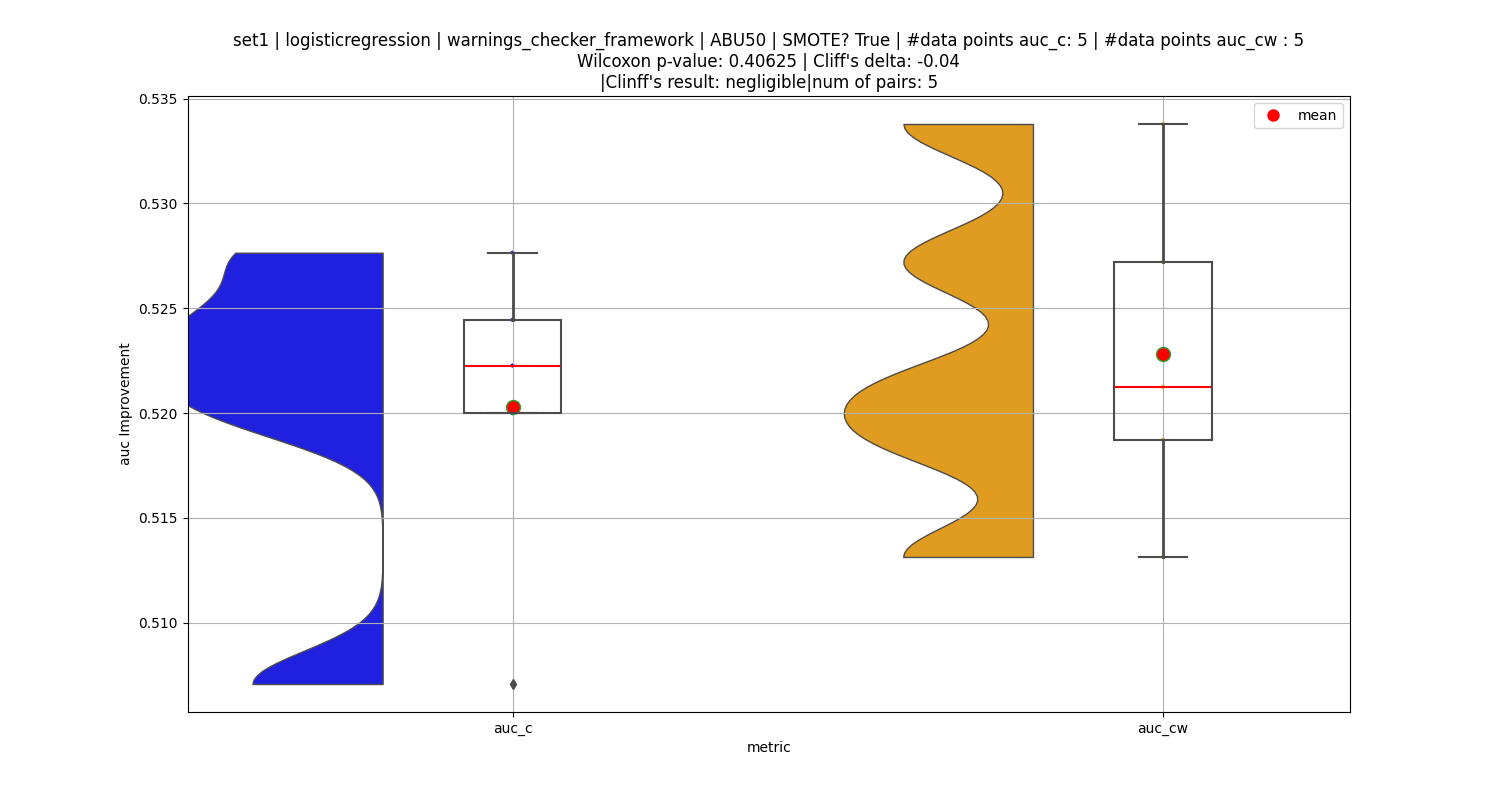 set1 | logisticregression | warnings_checker_framework | ABU50 | SMOTE? True | #data points auc_c: 5 | #data points auc_cw : 5
Wilcoxon p-value: 0.40625 | Cliff's delta: -0.04
|Clinff's result: negligible|num of pairs: 5
mean
0.535
0.530
0.525
0.520
0.515
0.510
auc Improvement
auc_c
auc_cw
metric